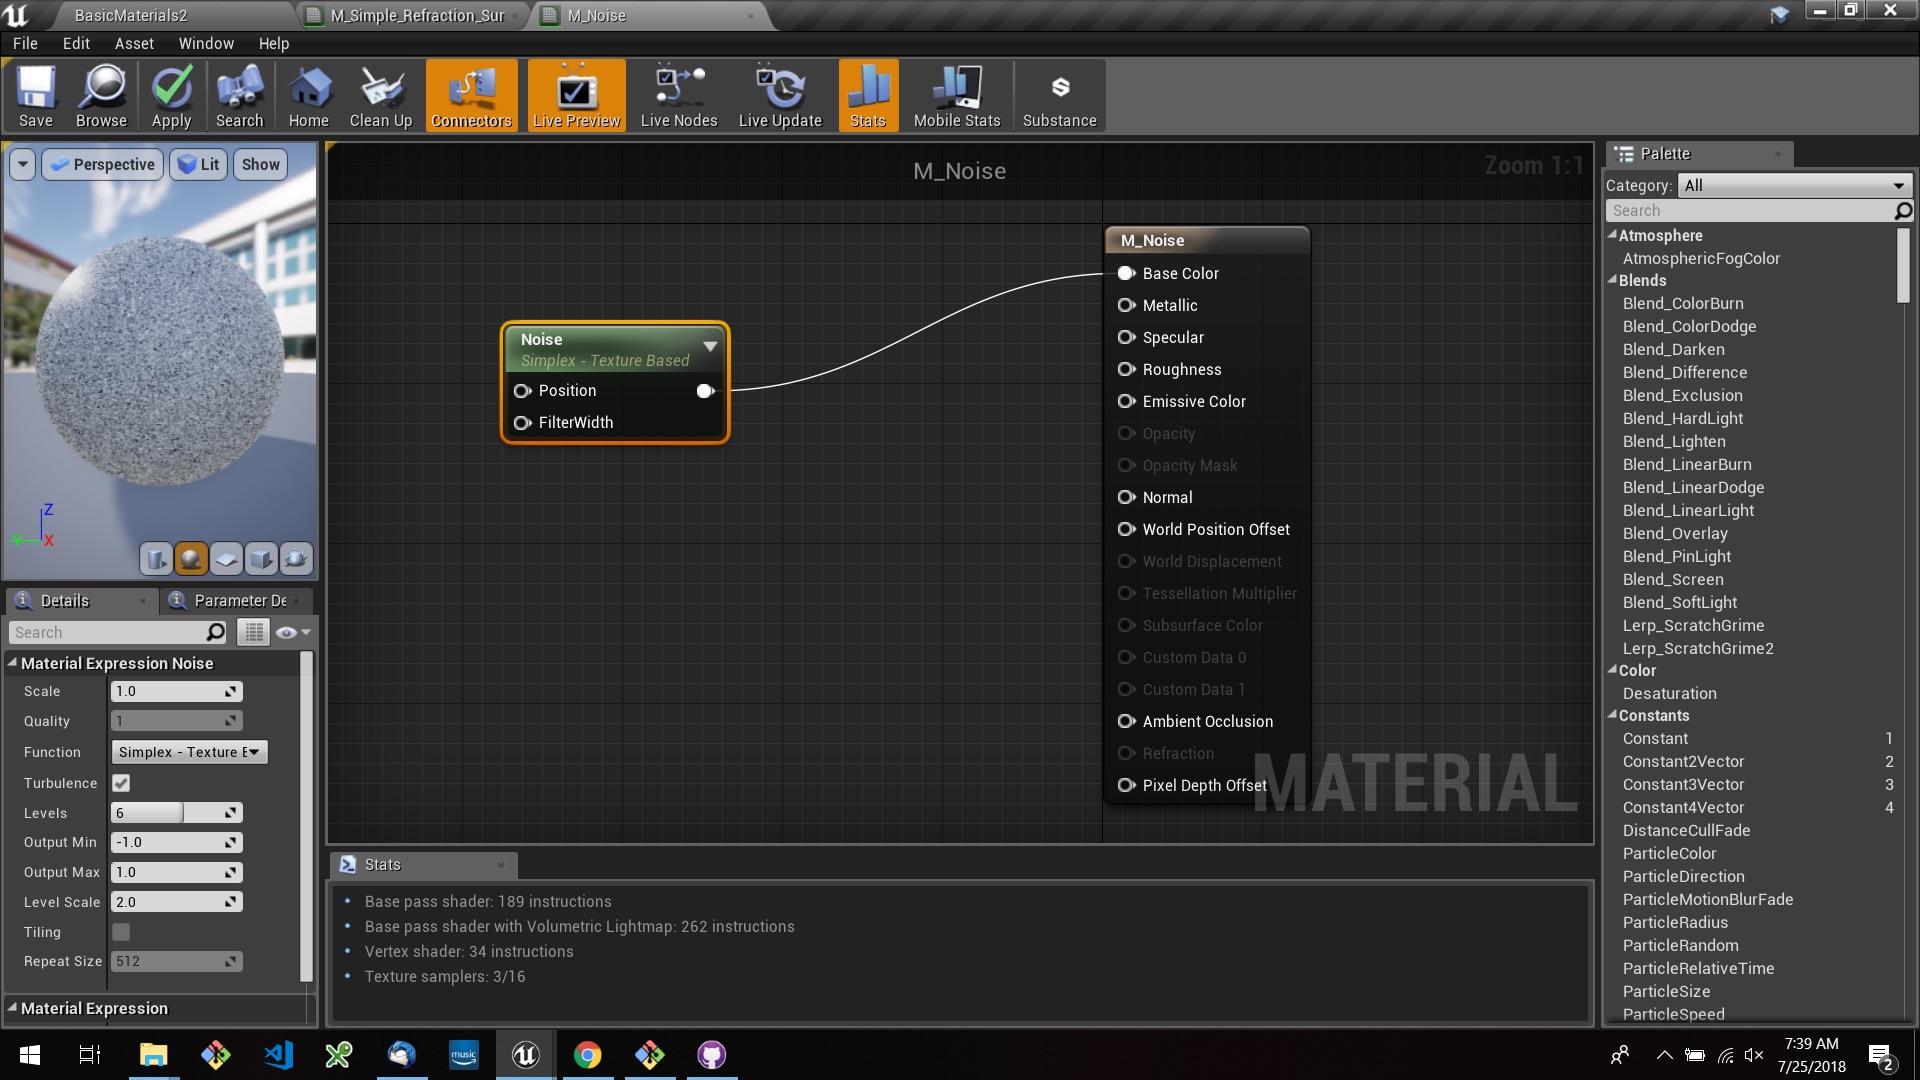 BasicMaterials2
M_Simple_Refraction_Sur
M_Noise
File Edit Asset Window Help
Save Browse Apply Search Home Clean Up Connectors Live Preview Live Nodes Live Update Stats Mobile Stats Substance
Perspective Lit Show
Z
Y
X
M_Noise
Zoom 1:1
Noise
Simplex - Texture Based
Position
FilterWidth
M_Noise
Base Color
Metallic
Specular
Roughness
Emissive Color
Opacity
Opacity Mask
Normal
World Position Offset
World Displacement
Tessellation Multiplier
Subsurface Color
Custom Data 0
Custom Data 1
Ambient Occlusion
Refraction
Pixel Depth Offset
MATERIAL
Details
Parameter De
Search
Material Expression Noise
Scale 1.0
Quality 1
Function Simplex - Texture B
Turbulence
Levels 6
Output Min -1.0
Output Max 1.0
Level Scale 2.0
Tiling
Repeat Size 512
Material Expression
Stats
Base pass shader: 189 instructions
Base pass shader with Volumetric Lightmap: 262 instructions
Vertex shader: 34 instructions
Texture samplers: 3/16
Palette
Category: All
Search
Atmosphere
AtmosphericFogColor
Blends
Blend_ColorBurn
Blend_ColorDodge
Blend_Darken
Blend_Difference
Blend_Exclusion
Blend_HardLight
Blend_Lighten
Blend_LinearBurn
Blend_LinearDodge
Blend_LinearLight
Blend_Overlay
Blend_PinLight
Blend_Screen
Blend_SoftLight
Lerp_ScratchGrime
Lerp_ScratchGrime2
Color
Desaturation
Constants
Constant 1
Constant2Vector 2
Constant3Vector 3
Constant4Vector 4
DistanceCullFade
ParticleColor
ParticleDirection
ParticleMotionBlurFade
ParticleRadius
ParticleRandom
ParticleRelativeTime
ParticleSize
ParticleSpeed
music
7:39 AM
7/25/2018
2